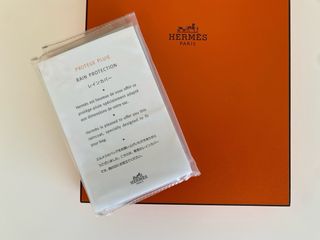 HERMÈS
PARIS
PROTEGE PLUIE
RAIN PROTECTION
レインカバー
Hermès est heureux de vous offrir ce
protège-pluie spécialement adapté
aux dimensions de votre sac.
Hermès is pleased to offer you this
raincoat, specially designed to fit
your bag.
HERMÈS